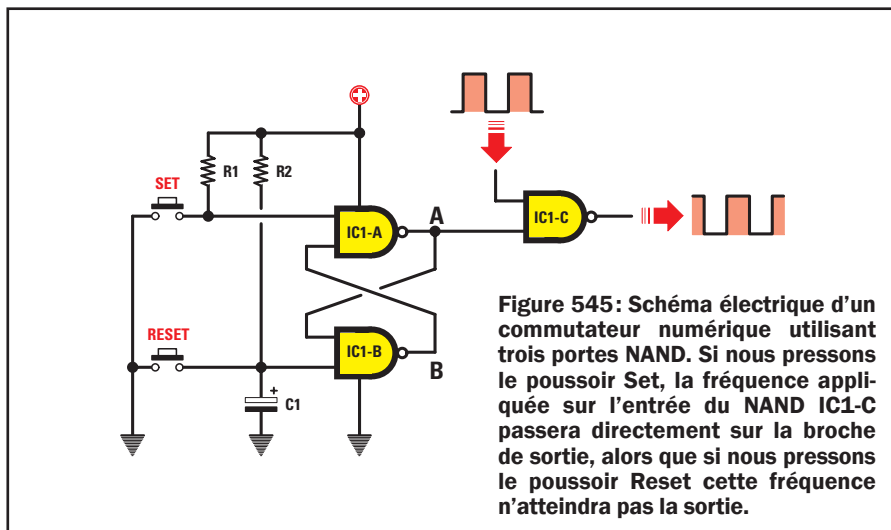 SET
R1
R2
IC1-A
A
IC1-C
RESET
IC1-B
B
+
C1
Figure 545: Schéma électrique d'un
commutateur numérique utilisant
trois portes NAND. Si nous pressons
le poussoir Set, la fréquence appli-
quée sur l'entrée du NAND IC1-C
passera directement sur la broche
de sortie, alors que si nous pressons
le poussoir Reset cette fréquence
n'atteindra pas la sortie.